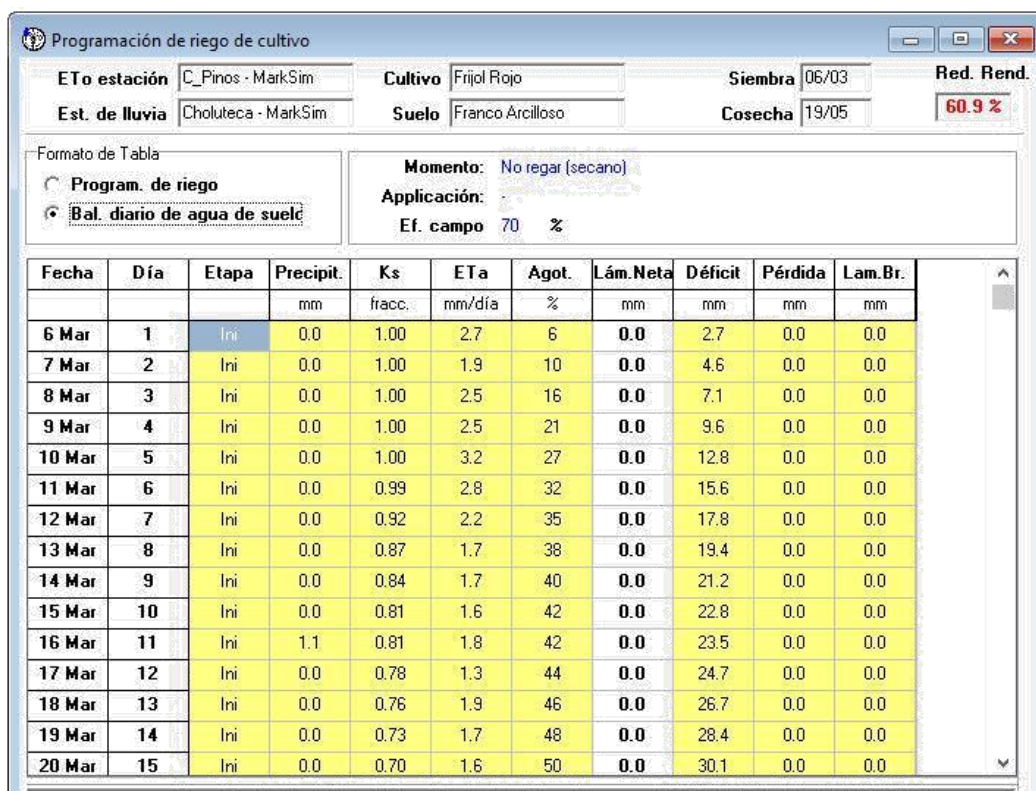 Programación de riego de cultivo
ETo estación C_Pinos - MarkSim Cultivo Frijol Rojo Siembra 06/03 Red. Rend.
Est. de lluvia Choluteca - MarkSim Suelo Franco Arcilloso Cosecha 19/05 60.9 %
Formato de Tabla
Program. de riego
Bal. diario de agua de suelo
Momento: No regar (secano)
Applicación: -
Ef. campo 70 %
Fecha Día Etapa Precipit. Ks ETa Agot. Lám.Neta Déficit Pérdida Lam.Br.
mm fracc. mm/día % mm mm mm mm
6 Mar 1 Ini 0.0 1.00 2.7 6 0.0 2.7 0.0 0.0
7 Mar 2 Ini 0.0 1.00 1.9 10 0.0 4.6 0.0 0.0
8 Mar 3 Ini 0.0 1.00 2.5 16 0.0 7.1 0.0 0.0
9 Mar 4 Ini 0.0 1.00 2.5 21 0.0 9.6 0.0 0.0
10 Mar 5 Ini 0.0 1.00 3.2 27 0.0 12.8 0.0 0.0
11 Mar 6 Ini 0.0 0.99 2.8 32 0.0 15.6 0.0 0.0
12 Mar 7 Ini 0.0 0.92 2.2 35 0.0 17.8 0.0 0.0
13 Mar 8 Ini 0.0 0.87 1.7 38 0.0 19.4 0.0 0.0
14 Mar 9 Ini 0.0 0.84 1.7 40 0.0 21.2 0.0 0.0
15 Mar 10 Ini 0.0 0.81 1.6 42 0.0 22.8 0.0 0.0
16 Mar 11 Ini 1.1 0.81 1.8 42 0.0 23.5 0.0 0.0
17 Mar 12 Ini 0.0 0.78 1.3 44 0.0 24.7 0.0 0.0
18 Mar 13 Ini 0.0 0.76 1.9 46 0.0 26.7 0.0 0.0
19 Mar 14 Ini 0.0 0.73 1.7 48 0.0 28.4 0.0 0.0
20 Mar 15 Ini 0.0 0.70 1.6 50 0.0 30.1 0.0 0.0